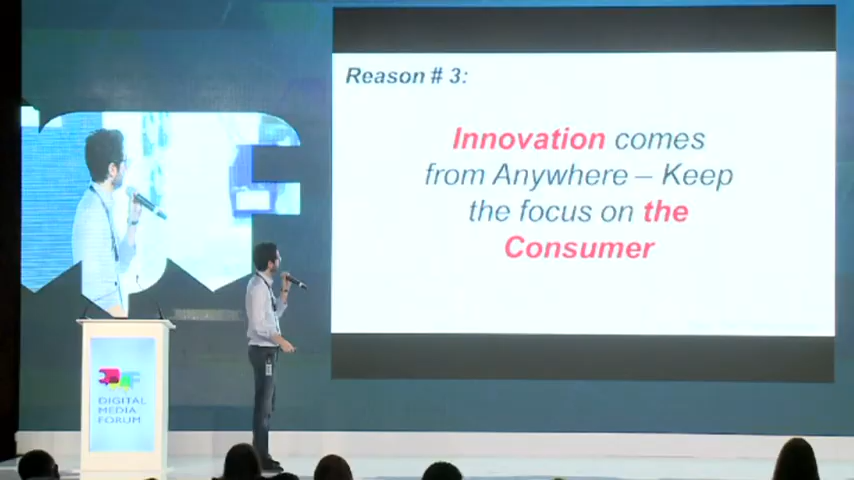 Reason # 3:
Innovation comes
from Anywhere – Keep
the focus on the
Consumer
DIGITAL
MEDIA
FORUM